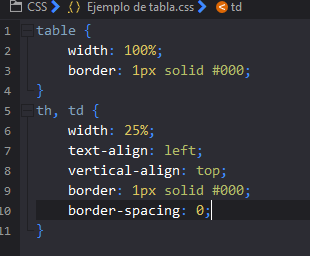 CSS > Ejemplo de tabla.css > td
1 table {
2 width: 100%;
3 border: 1px solid #000;
4 }
5 th, td {
6 width: 25%;
7 text-align: left;
8 vertical-align: top;
9 border: 1px solid #000;
10 border-spacing: 0;
11 }